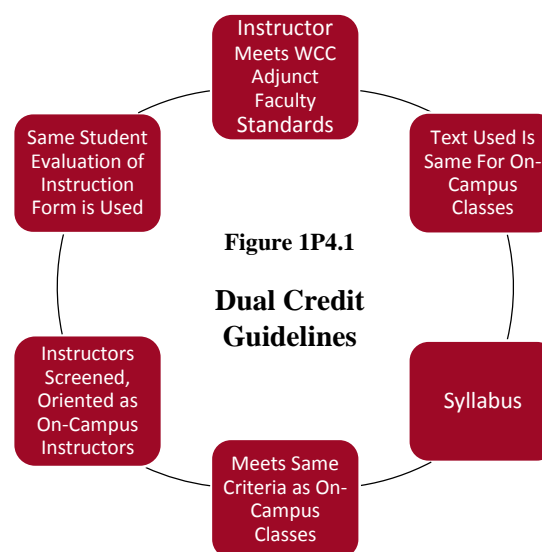 Instructor
Meets WCC
Adjunct
Faculty
Standards
Text Used Is
Same For On-
Campus
Classes
Syllabus
Meets Same
Criteria as On-
Campus
Classes
Instructors
Screened,
Oriented as
On-Campus
Instructors
Same Student
Evaluation of
Instruction
Form is Used
Figure 1P4.1
Dual Credit
Guidelines